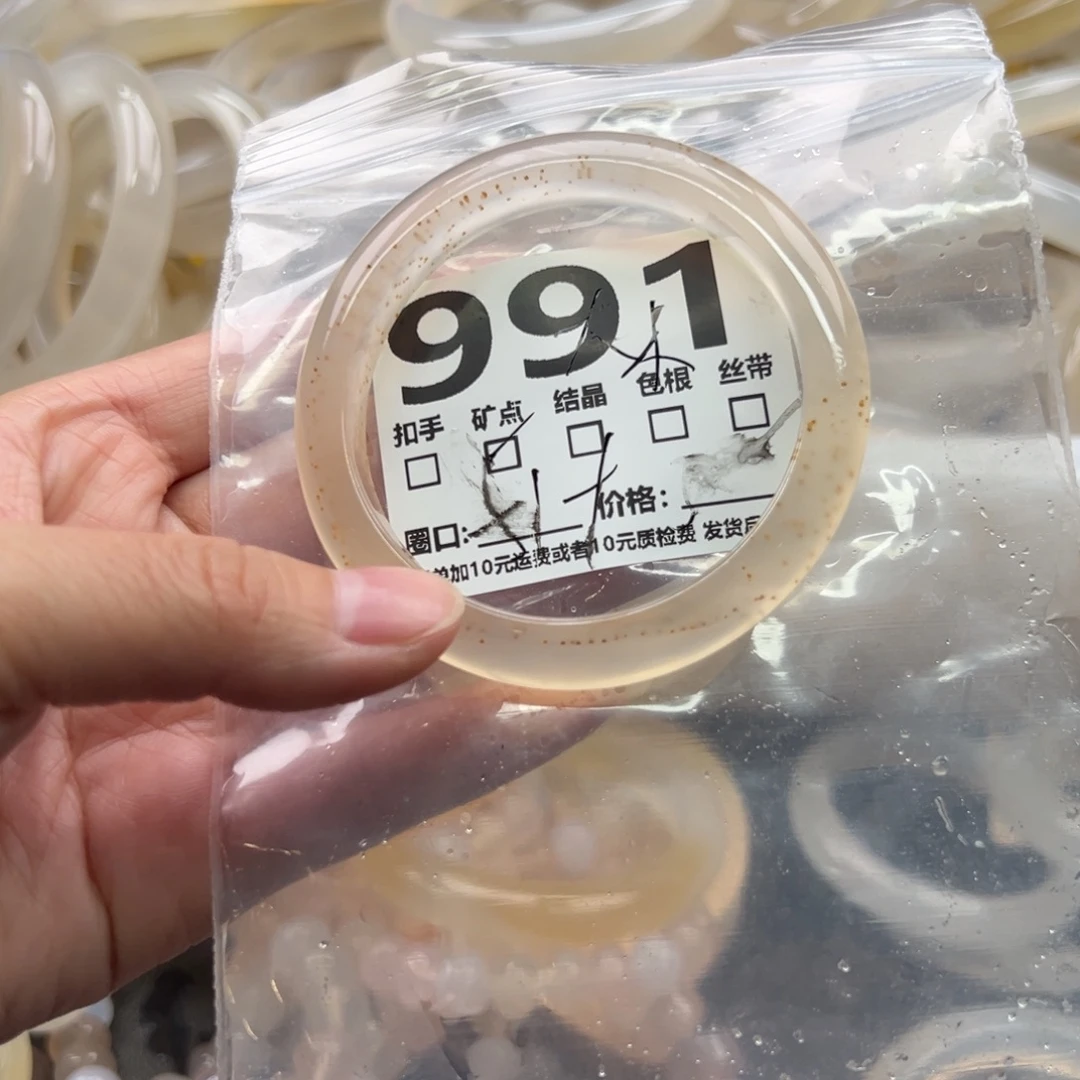 991
扣手 矿点 结晶 色根 丝带
圈口: 价格:
单加10元运费或者10元质检费 发货后